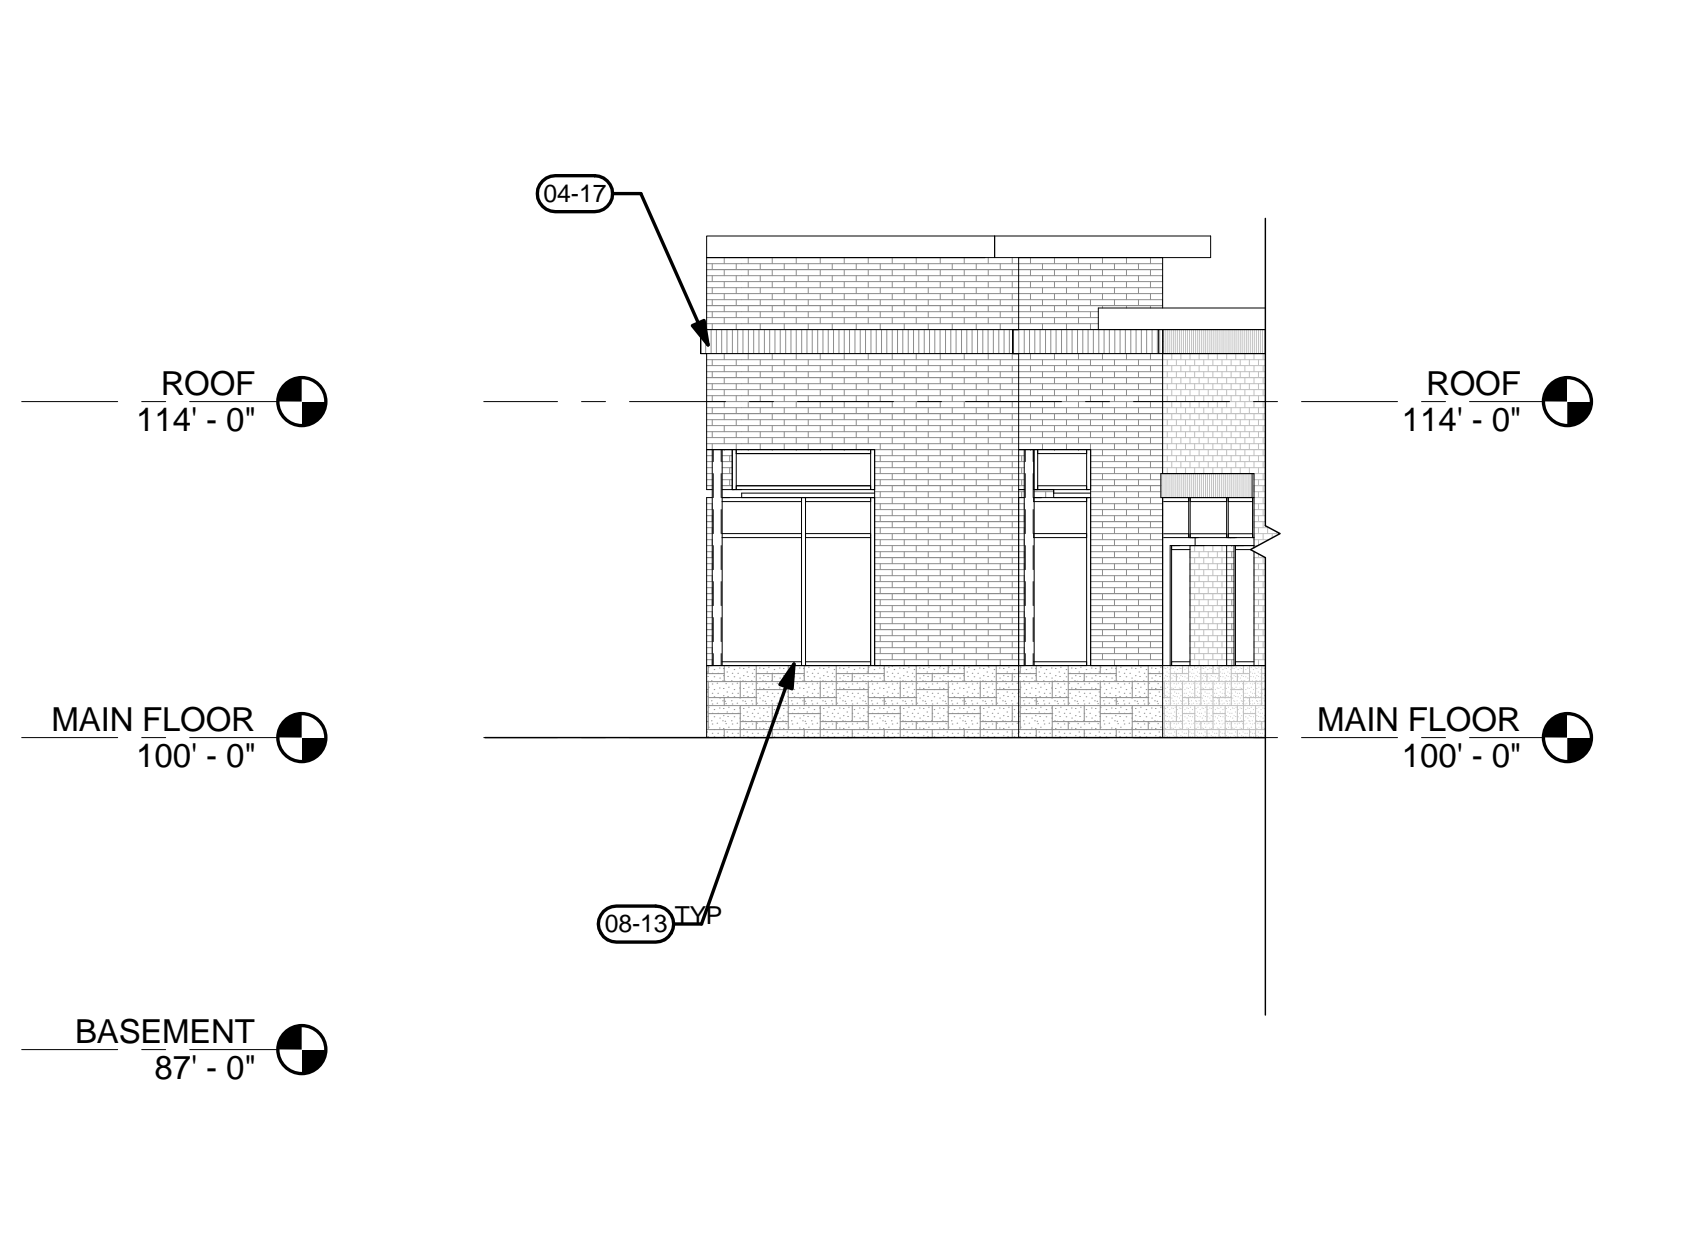 04-17
ROOF
114' - 0"
ROOF
114' - 0"
MAIN FLOOR
100' - 0"
MAIN FLOOR
100' - 0"
08-13 TYP
BASEMENT
87' - 0"